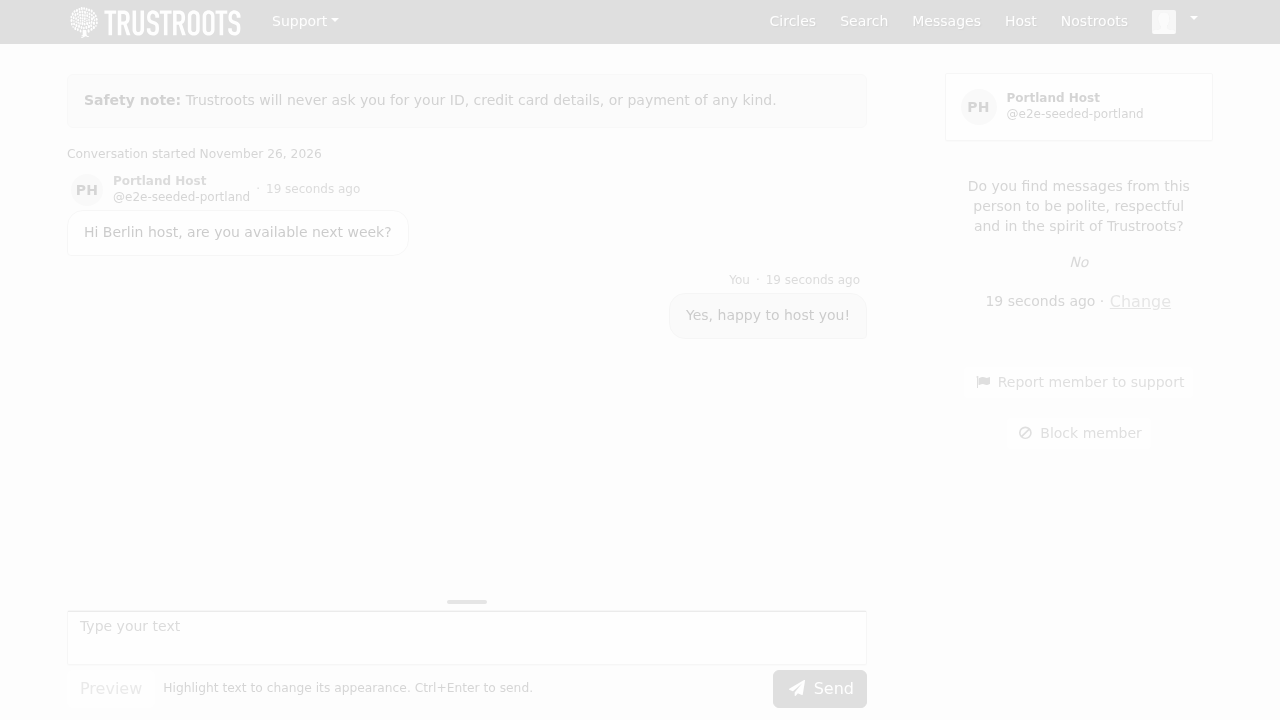 TRUSTROOTS
Support
Circles
Search
Messages
Host
Nostroots
Safety note: Trustroots will never ask you for your ID, credit card details, or payment of any kind.
Conversation started November 26, 2026
PH
Portland Host
@e2e-seeded-portland
· 19 seconds ago
Hi Berlin host, are you available next week?
You · 19 seconds ago
Yes, happy to host you!
Type your text
Preview
Highlight text to change its appearance. Ctrl+Enter to send.
Send
PH
Portland Host
@e2e-seeded-portland
Do you find messages from this
person to be polite, respectful
and in the spirit of Trustroots?
No
19 seconds ago · Change
Report member to support
Block member